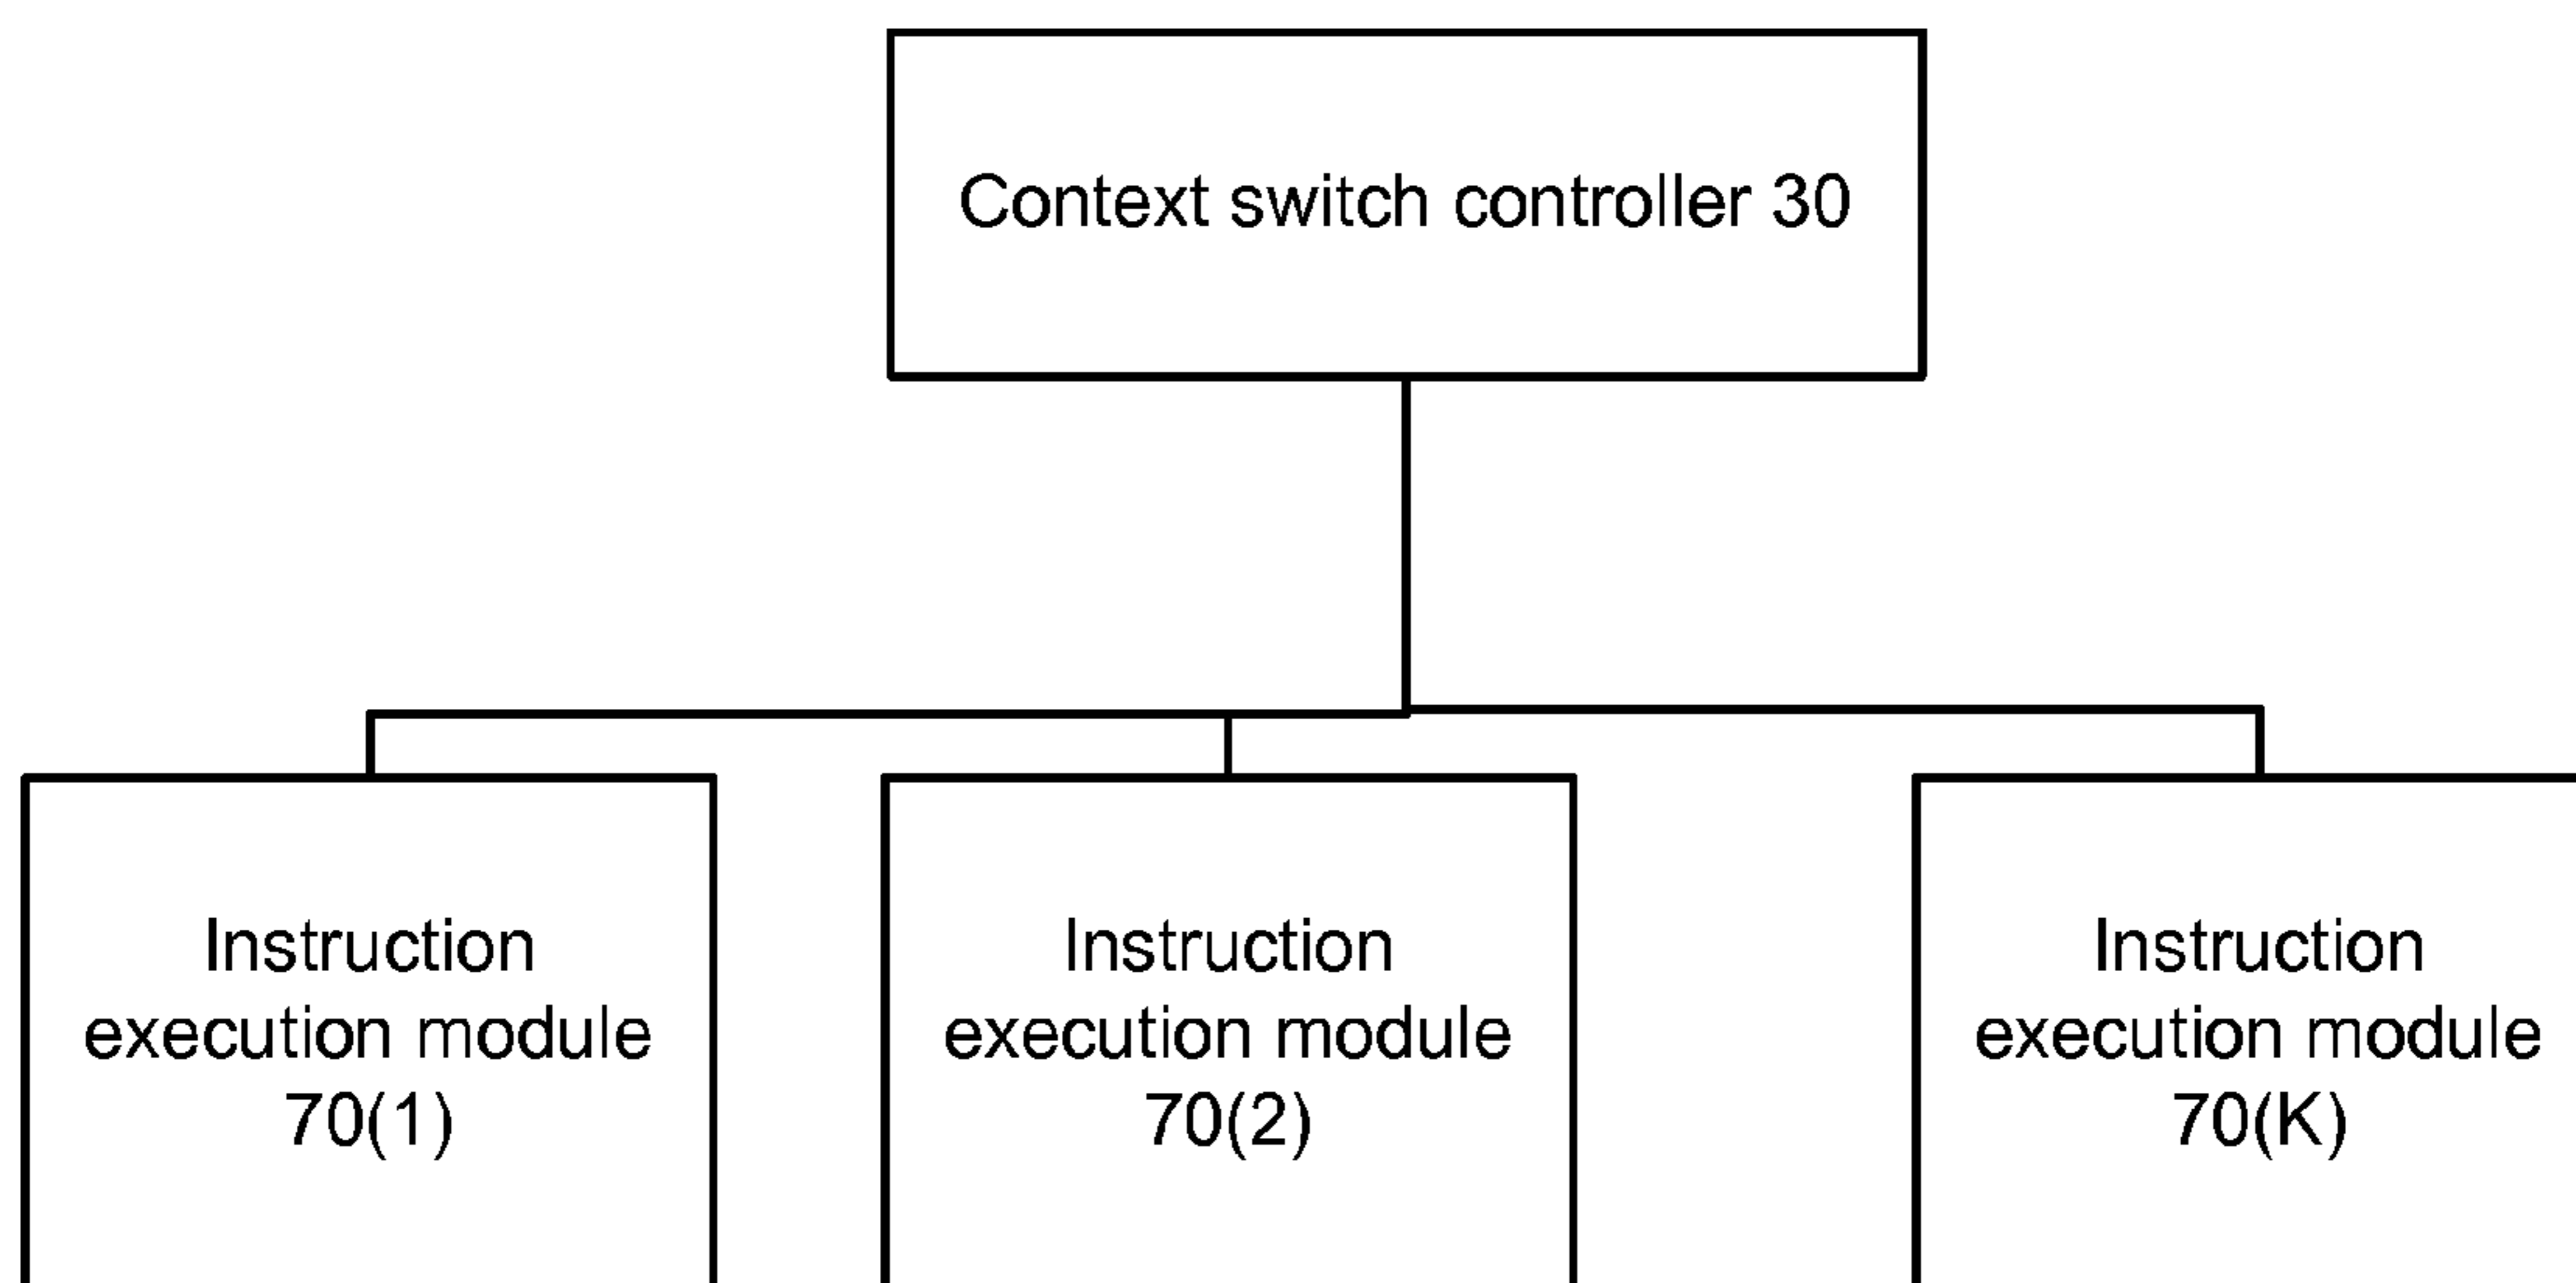 Context switch controller 30
Instruction
execution module
70(1)
Instruction
execution module
70(2)
Instruction
execution module
70(K)